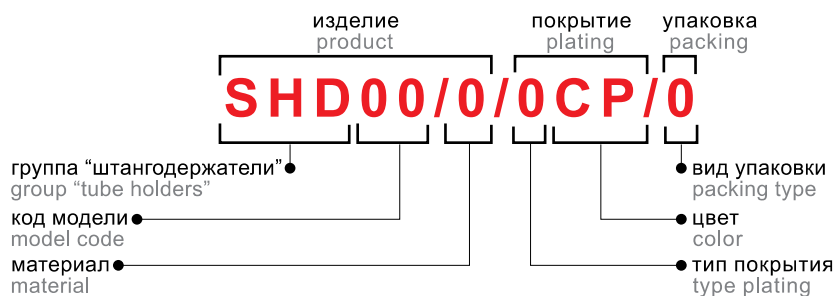 изделие покрытие упаковка
product plating packing
SHD00/0/0CP/0
группа “штангодержатели” вид упаковки
group “tube holders” packing type
код модели цвет
model code color
материал тип покрытия
material type plating